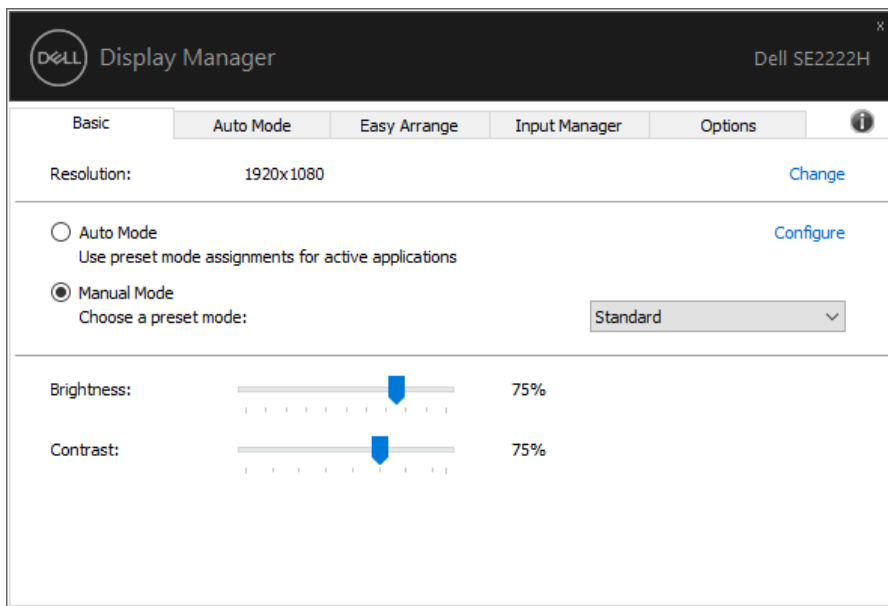 x
DELL Display Manager Dell SE2222H
Basic Auto Mode Easy Arrange Input Manager Options i
Resolution: 1920x1080 Change
Auto Mode Configure
Use preset mode assignments for active applications
Manual Mode
Choose a preset mode: Standard
Brightness: 75%
Contrast: 75%